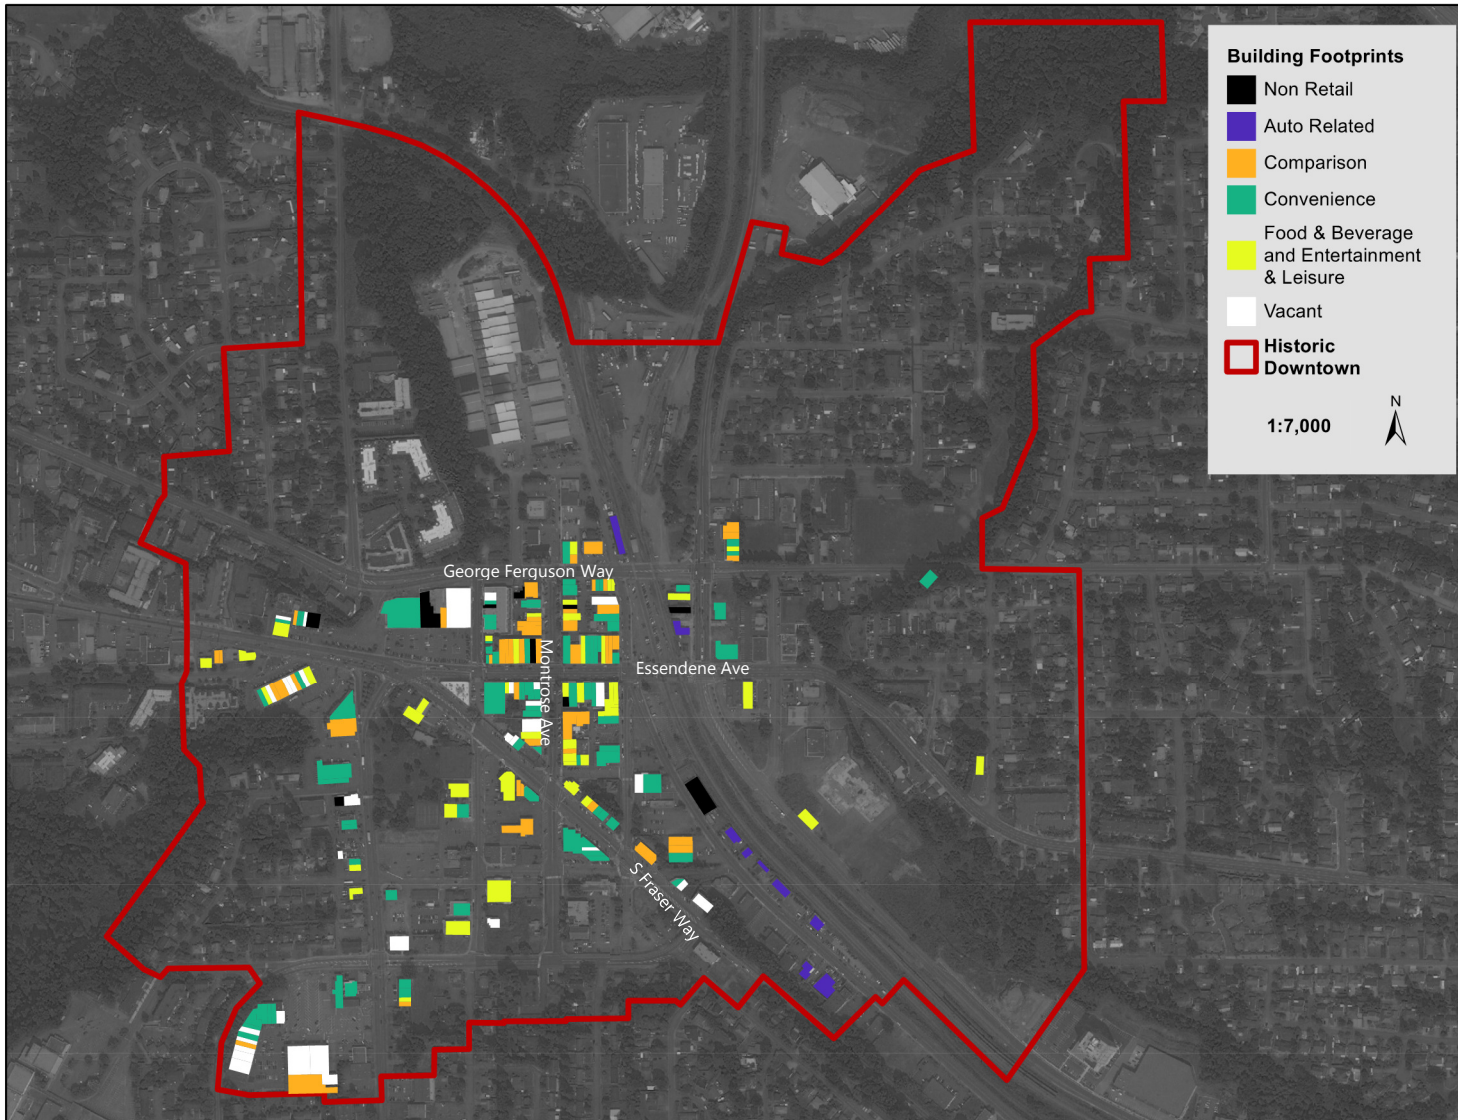 Building Footprints
Non Retail
Auto Related
Comparison
Convenience
Food & Beverage
and Entertainment
& Leisure
Vacant
Historic
Downtown
N
1:7,000
George Ferguson Way
Montrose Ave
Essendene Ave
S Fraser Way